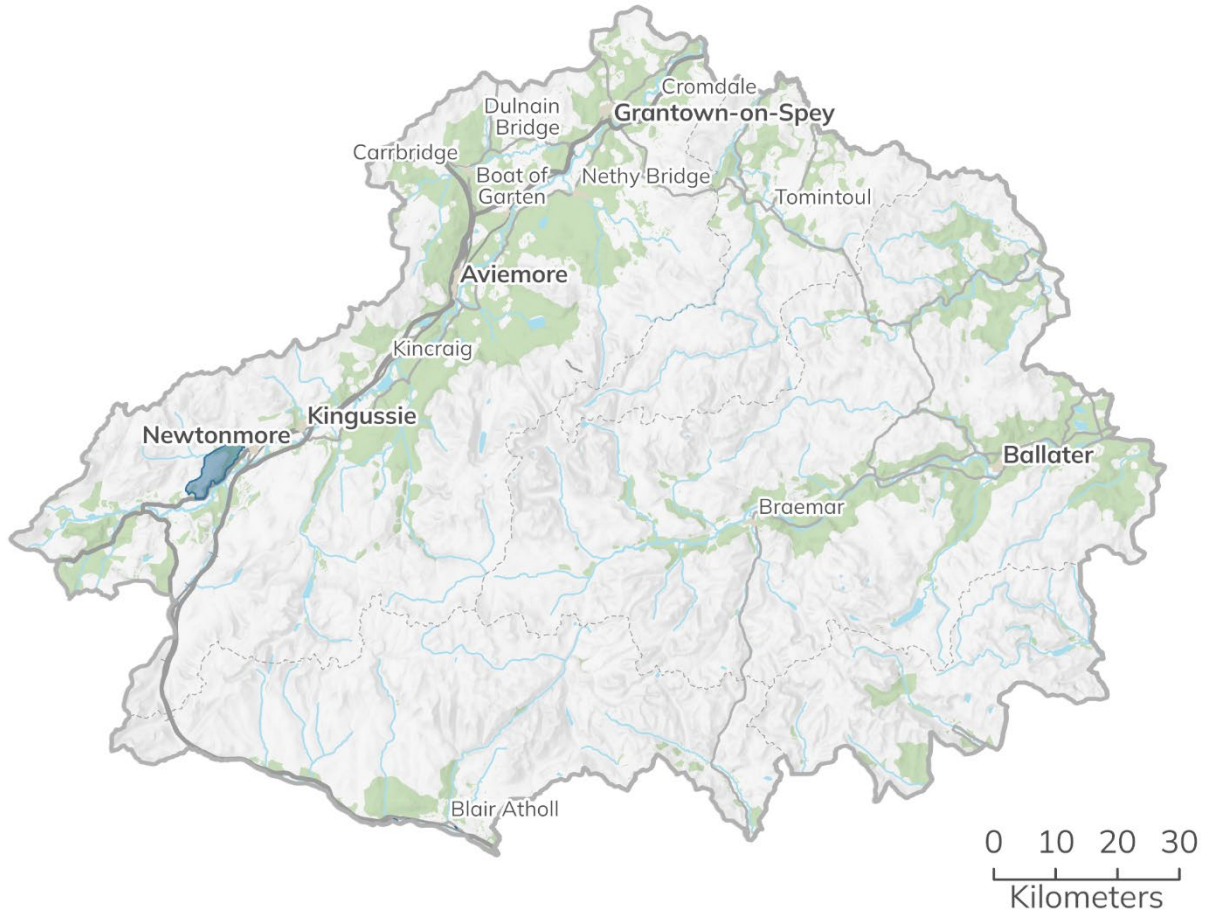 Cromdale
Dulnain
Bridge
Grantown-on-Spey
Carrbridge
Boat of
Garten
Nethy Bridge
Tomintoul
Aviemore
Kincraig
Kingussie
Newtonmore
Ballater
Braemar
Blair Atholl
0 10 20 30
Kilometers